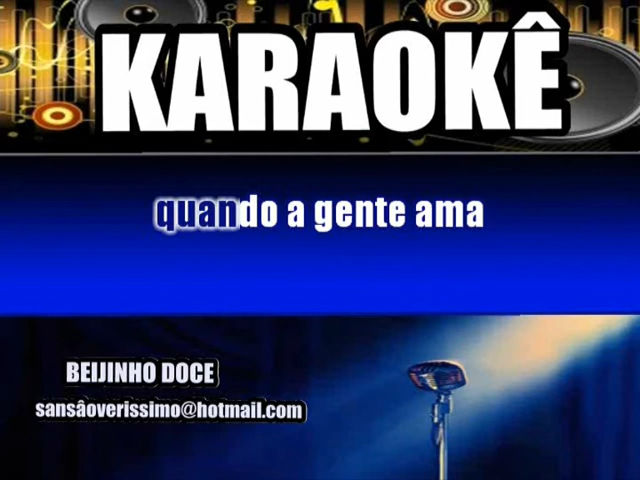 KARAOKÊ
quando a gente ama
BEIJINHO DOCE
sansâoverissimo@hotmail.com